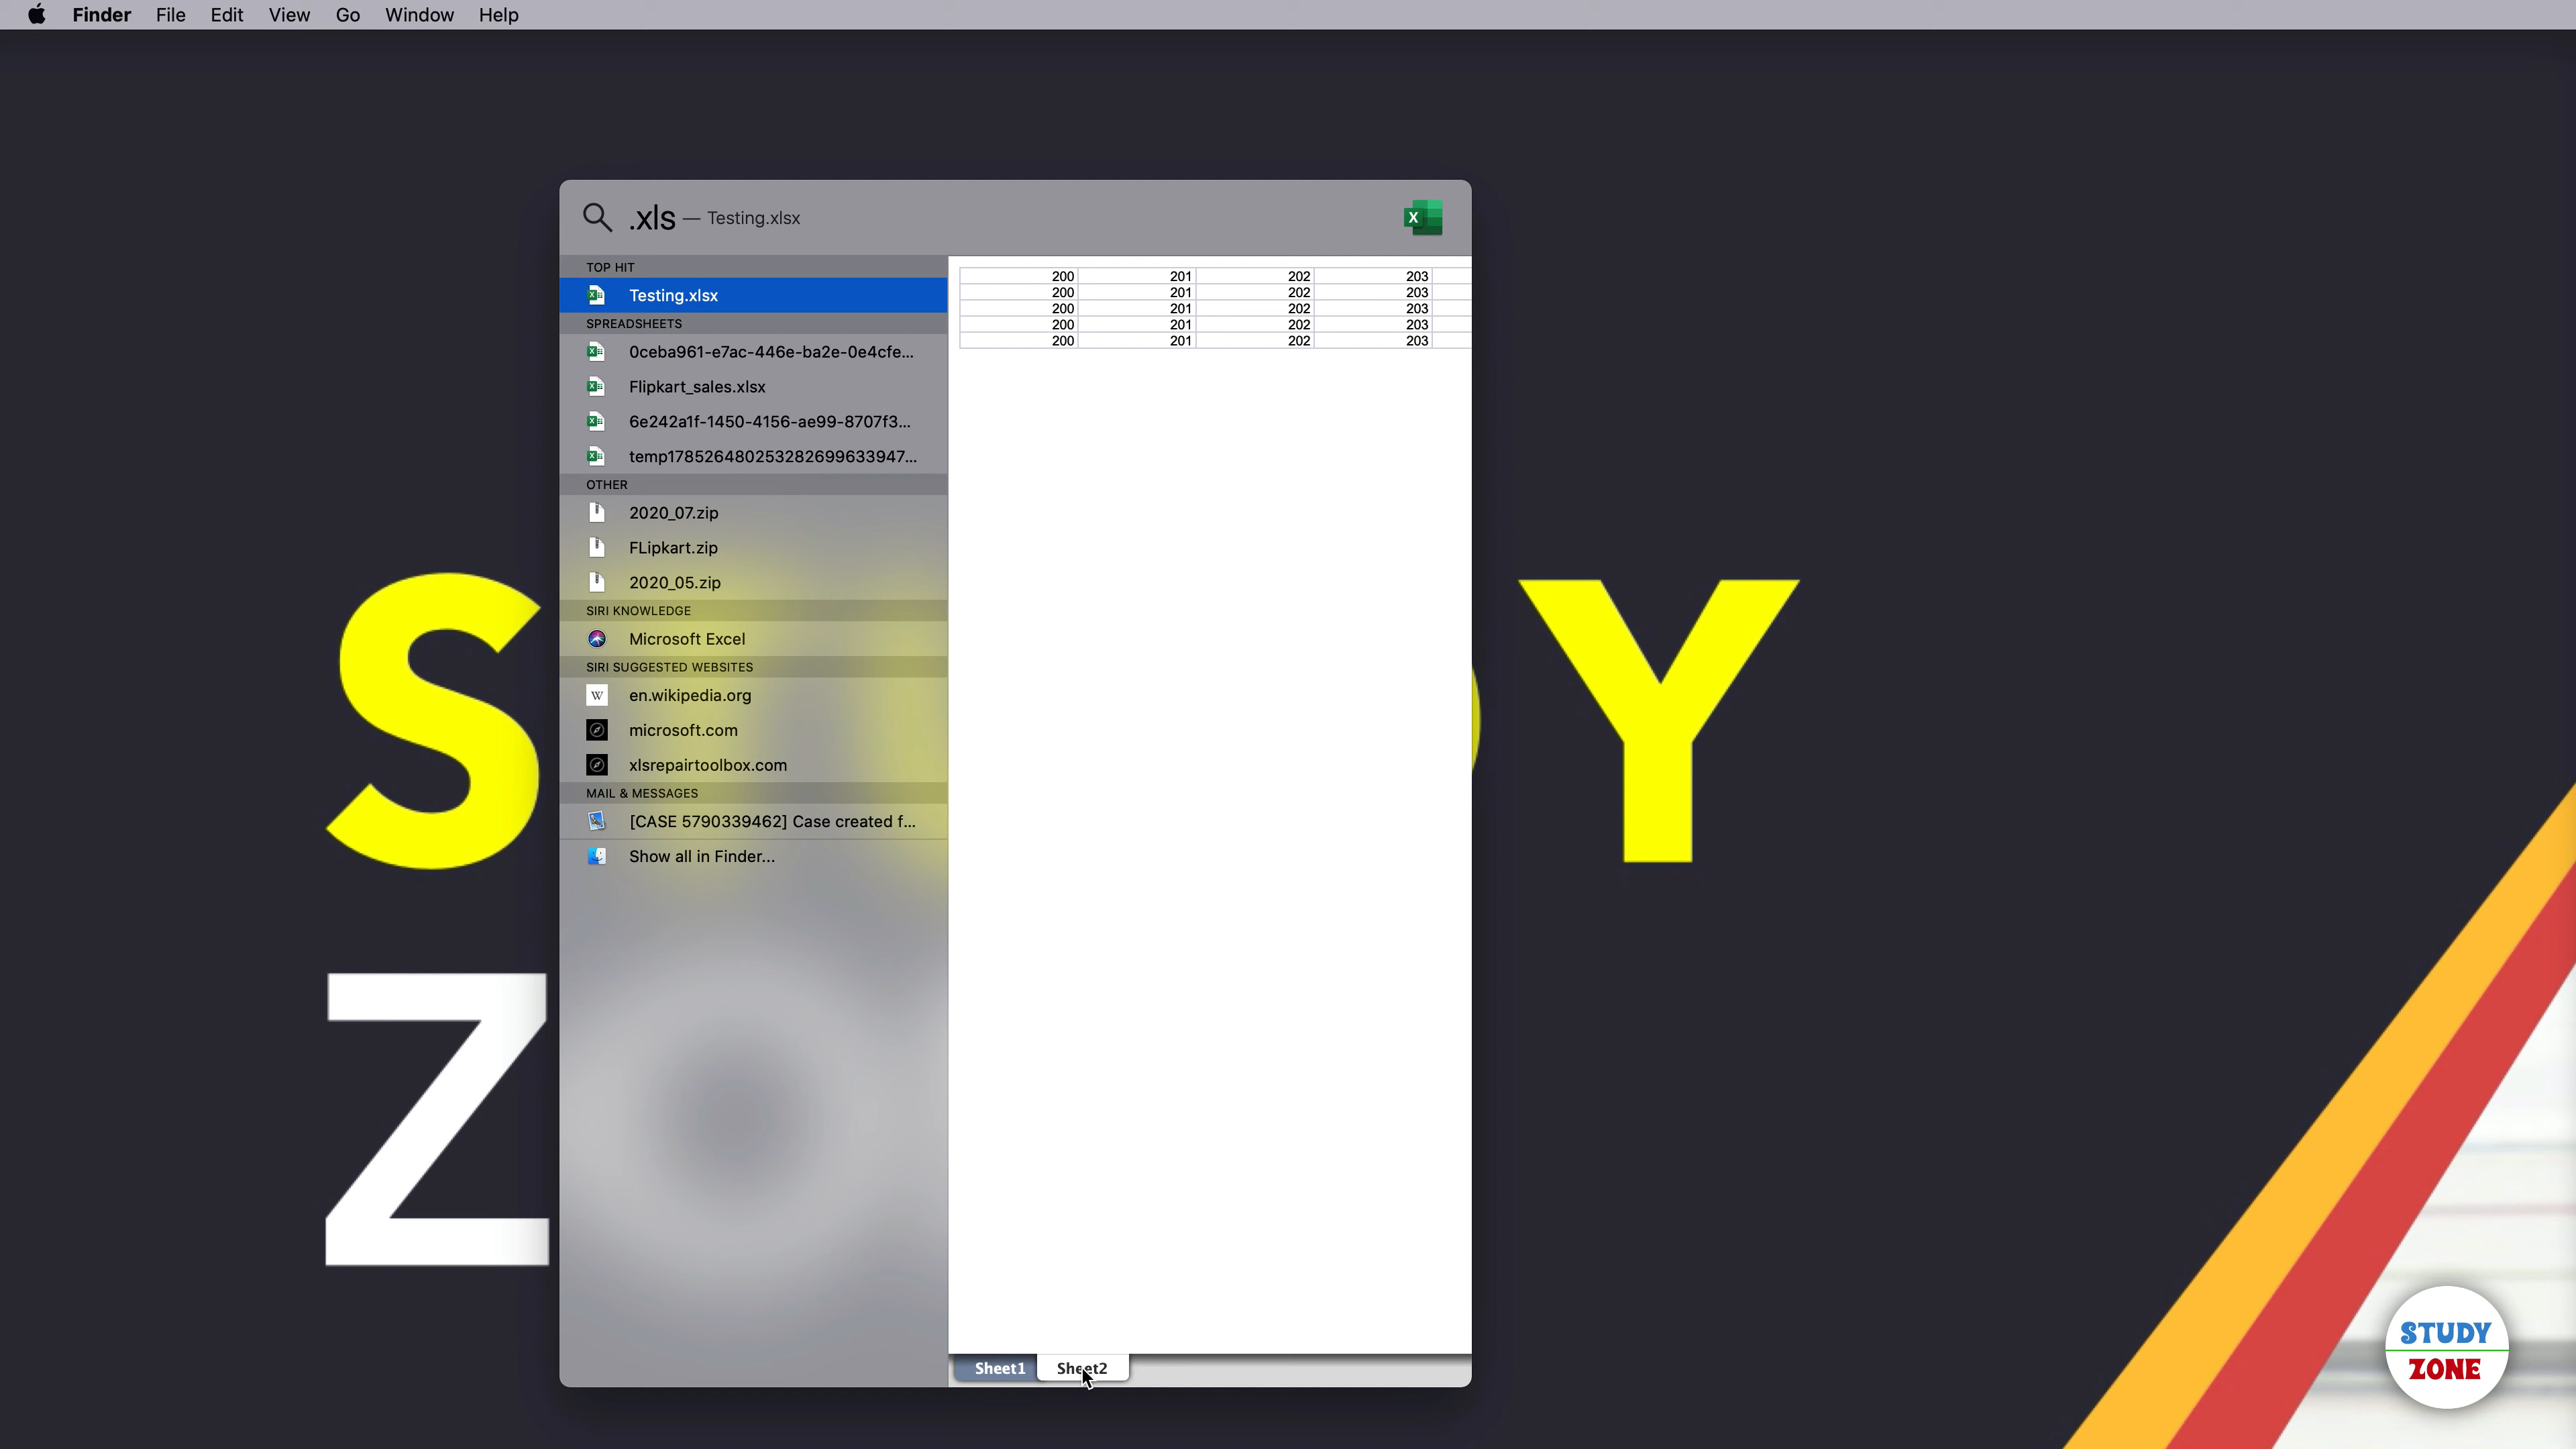 Finder File Edit View Go Window Help
.xls — Testing.xlsx
TOP HIT
Testing.xlsx
SPREADSHEETS
0ceba961-e7ac-446e-ba2e-0e4cfe...
Flipkart_sales.xlsx
6e242a1f-1450-4156-ae99-8707f3...
temp178526480253282699633947...
OTHER
2020_07.zip
FLipkart.zip
2020_05.zip
SIRI KNOWLEDGE
Microsoft Excel
SIRI SUGGESTED WEBSITES
en.wikipedia.org
microsoft.com
xlsrepairtoolbox.com
MAIL & MESSAGES
[CASE 5790339462] Case created f...
Show all in Finder...
200 201 202 203
200 201 202 203
200 201 202 203
200 201 202 203
200 201 202 203
Sheet1 Sheet2
S Y
Z
STUDY
ZONE